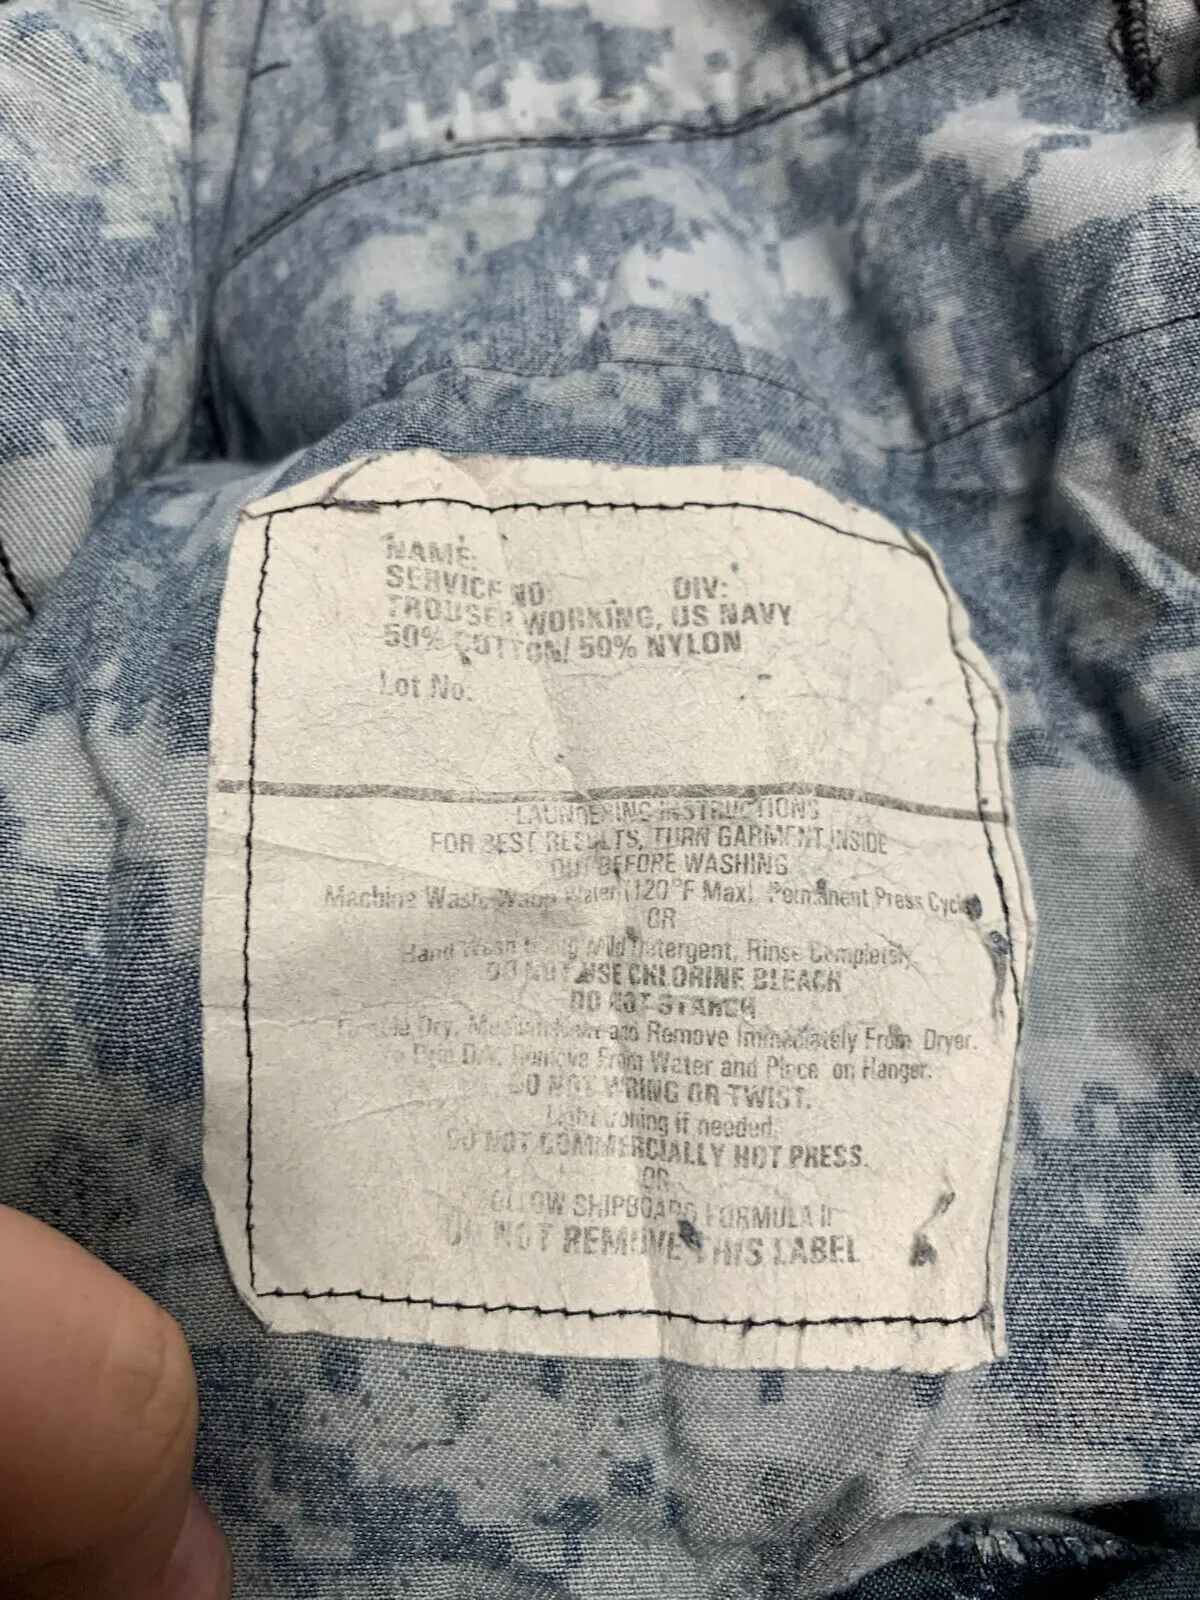 NAME:
SERVICE NO: DIV:
TROUSER WORKING, US NAVY
50% COTTON/ 50% NYLON
Lot No:
LAUNDERING INSTRUCTIONS
FOR BEST RESULTS, TURN GARMENT INSIDE
OUT BEFORE WASHING
Machine Wash, Warm Water (120°F Max), Permanent Press Cycle
OR
Hand Wash Using Mild Detergent, Rinse Completely
DO NOT USE CHLORINE BLEACH
DO NOT STARCH
Tumble Dry, Medium Heat and Remove Immediately From Dryer.
To Drip Dry, Remove From Water and Place on Hanger.
DO NOT WRING OR TWIST.
Light Ironing if needed.
DO NOT COMMERCIALLY HOT PRESS.
OR
FOLLOW SHIPBOARD FORMULA II
DO NOT REMOVE THIS LABEL